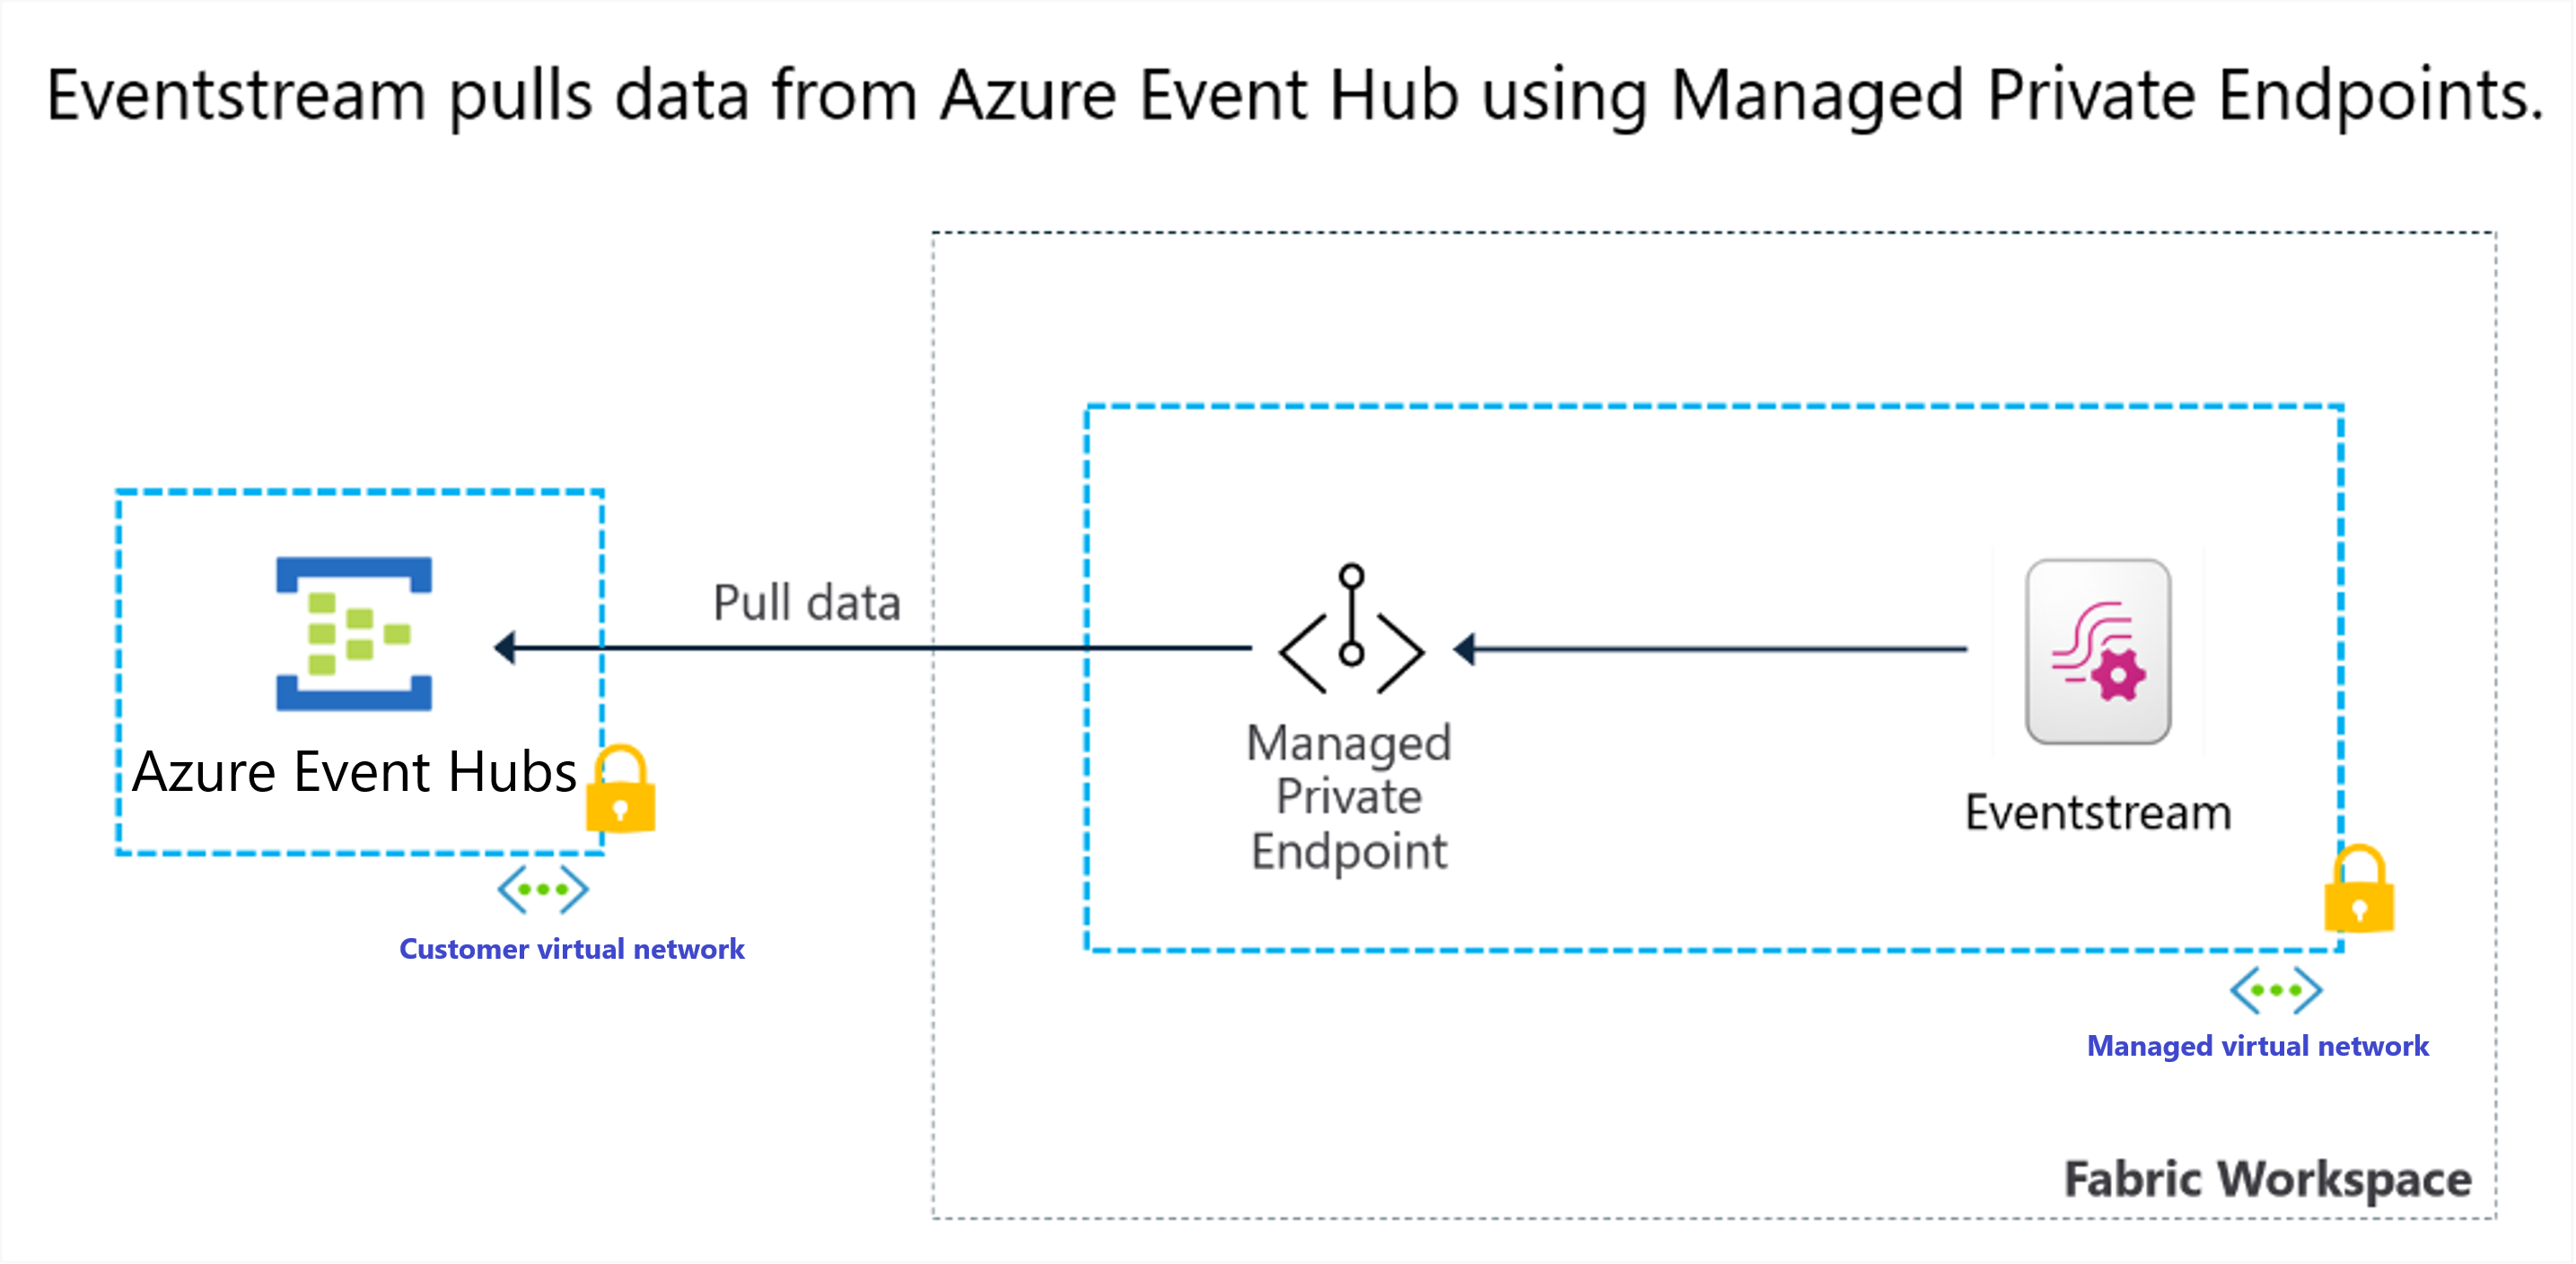 Eventstream pulls data from Azure Event Hub using Managed Private Endpoints.
Pull data
Azure Event Hubs
Customer virtual network
Managed
Private
Endpoint
Eventstream
Managed virtual network
Fabric Workspace